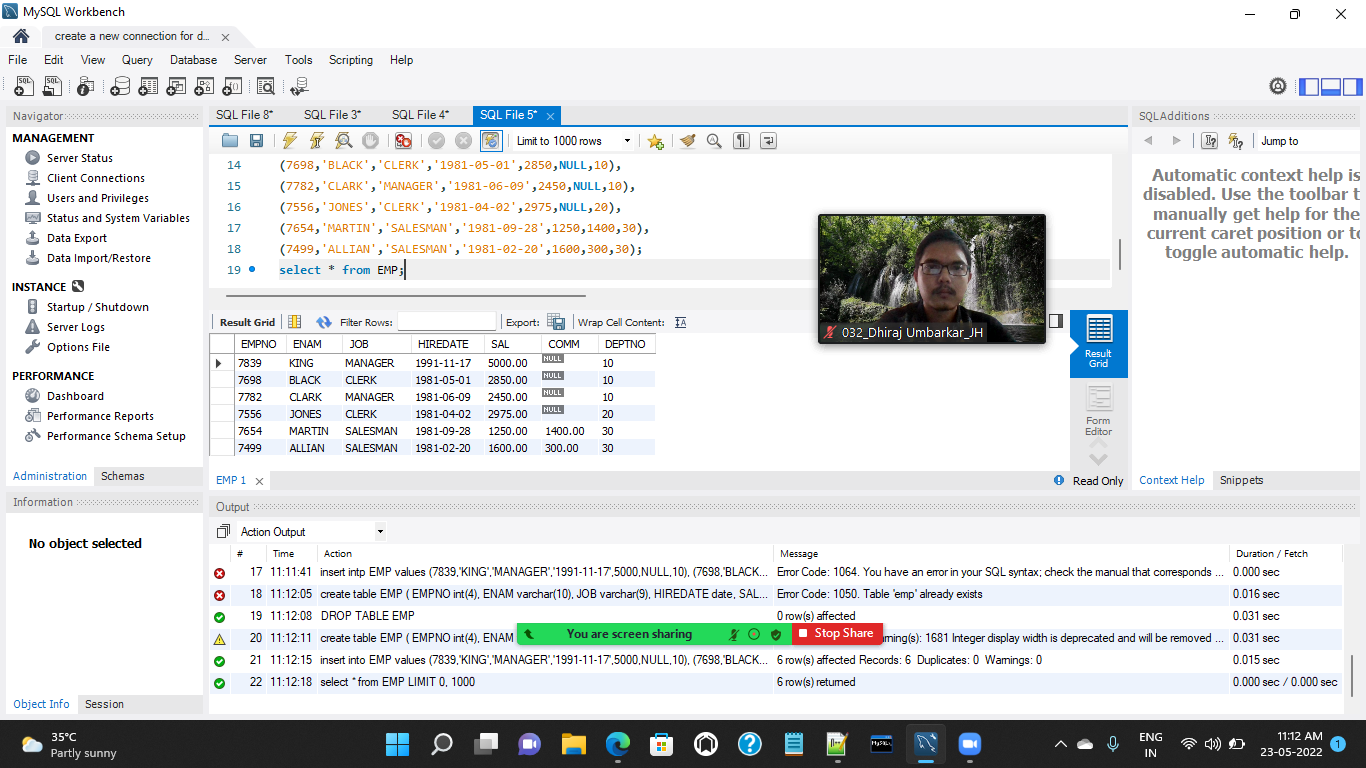 MySQL Workbench
create a new connection for d...
File Edit View Query Database Server Tools Scripting Help
Navigator
MANAGEMENT
Server Status
Client Connections
Users and Privileges
Status and System Variables
Data Export
Data Import/Restore
INSTANCE
Startup / Shutdown
Server Logs
Options File
PERFORMANCE
Dashboard
Performance Reports
Performance Schema Setup
Administration Schemas
Information
No object selected
Object Info Session
SQL File 8* SQL File 3* SQL File 4* SQL File 5*
Limit to 1000 rows
14 (7698,'BLACK','CLERK','1981-05-01',2850,NULL,10),
15 (7782,'CLARK','MANAGER','1981-06-09',2450,NULL,10),
16 (7556,'JONES','CLERK','1981-04-02',2975,NULL,20),
17 (7654,'MARTIN','SALESMAN','1981-09-28',1250,1400,30),
18 (7499,'ALLIAN','SALESMAN','1981-02-20',1600,300,30);
19 select * from EMP;
032_Dhiraj Umbarkar_JH
Result Grid Filter Rows: Export: Wrap Cell Content:
EMPNO ENAM JOB HIREDATE SAL COMM DEPTNO
7839 KING MANAGER 1991-11-17 5000.00 NULL 10
7698 BLACK CLERK 1981-05-01 2850.00 NULL 10
7782 CLARK MANAGER 1981-06-09 2450.00 NULL 10
7556 JONES CLERK 1981-04-02 2975.00 NULL 20
7654 MARTIN SALESMAN 1981-09-28 1250.00 1400.00 30
7499 ALLIAN SALESMAN 1981-02-20 1600.00 300.00 30
Result
Grid
Form
Editor
EMP 1
Read Only
SQLAdditions
Jump to
Automatic context help is
disabled. Use the toolbar t
manually get help for the
current caret position or to
toggle automatic help.
Context Help Snippets
Output
Action Output
# Time Action Message Duration / Fetch
17 11:11:41 insert intp EMP values (7839,'KING','MANAGER','1991-11-17',5000,NULL,10), (7698,'BLACK... Error Code: 1064. You have an error in your SQL syntax; check the manual that corresponds ... 0.000 sec
18 11:12:05 create table EMP ( EMPNO int(4), ENAM varchar(10), JOB varchar(9), HIREDATE date, SAL... Error Code: 1050. Table 'emp' already exists 0.016 sec
19 11:12:08 DROP TABLE EMP 0 row(s) affected 0.031 sec
20 11:12:11 create table EMP ( EMPNO int(4), ENAM arning(s): 1681 Integer display width is deprecated and will be removed ... 0.031 sec
21 11:12:15 insert into EMP values (7839,'KING','MANAGER','1991-11-17',5000,NULL,10), (7698,'BLACK... 6 row(s) affected Records: 6 Duplicates: 0 Warnings: 0 0.015 sec
22 11:12:18 select * from EMP LIMIT 0, 1000 6 row(s) returned 0.000 sec / 0.000 sec
You are screen sharing Stop Share
35°C
Partly sunny
ENG
IN
11:12 AM
23-05-2022
1